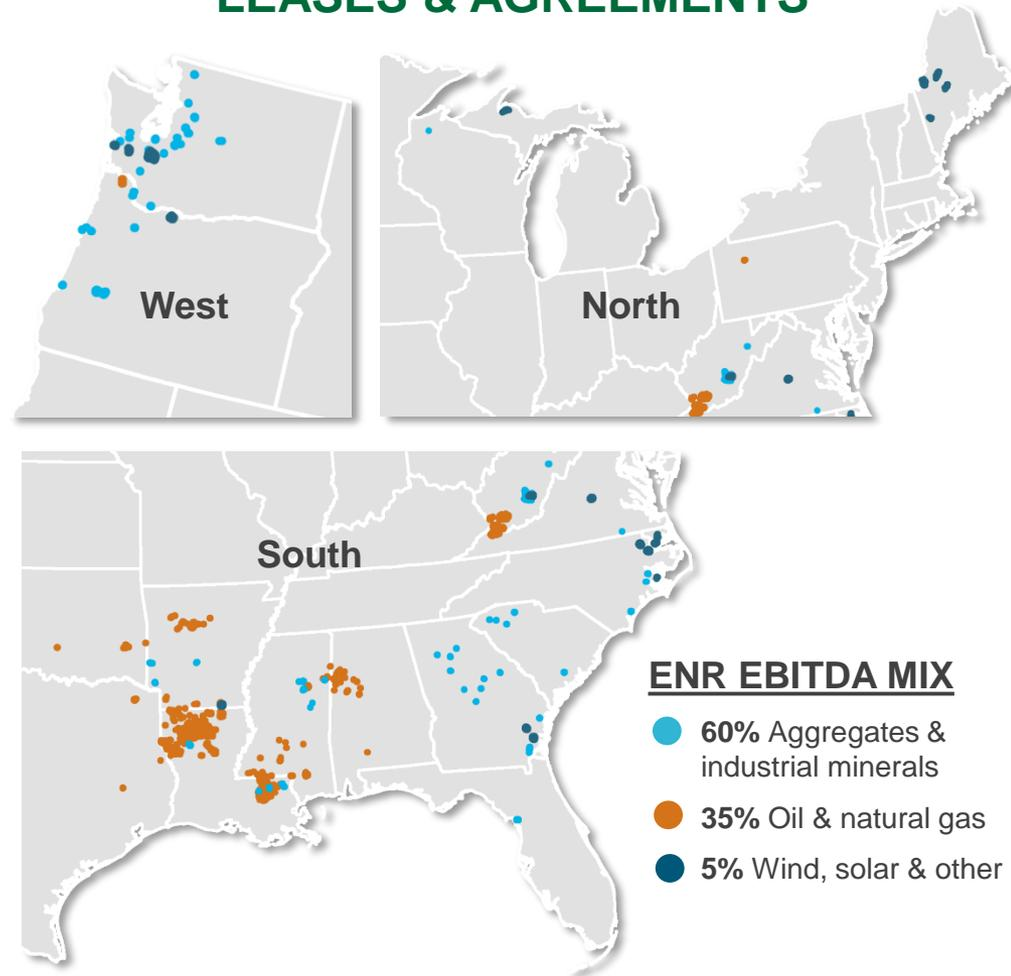 LEASES & AGREEMENTS
West
North
South
ENR EBITDA MIX
60% Aggregates &
industrial minerals
35% Oil & natural gas
5% Wind, solar & other